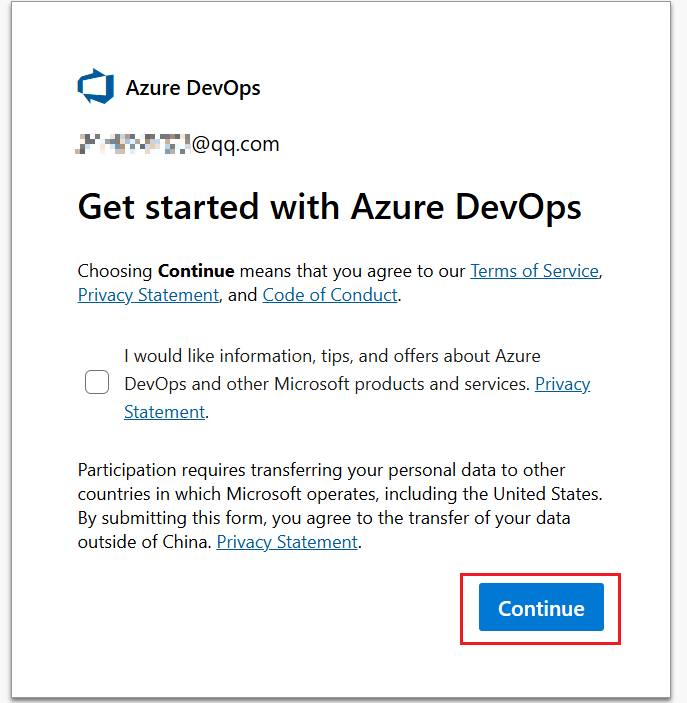 Azure DevOps
@qq.com
Get started with Azure DevOps
Choosing Continue means that you agree to our Terms of Service,
Privacy Statement, and Code of Conduct.
I would like information, tips, and offers about Azure
DevOps and other Microsoft products and services. Privacy
Statement.
Participation requires transferring your personal data to other
countries in which Microsoft operates, including the United States.
By submitting this form, you agree to the transfer of your data
outside of China. Privacy Statement.
Continue